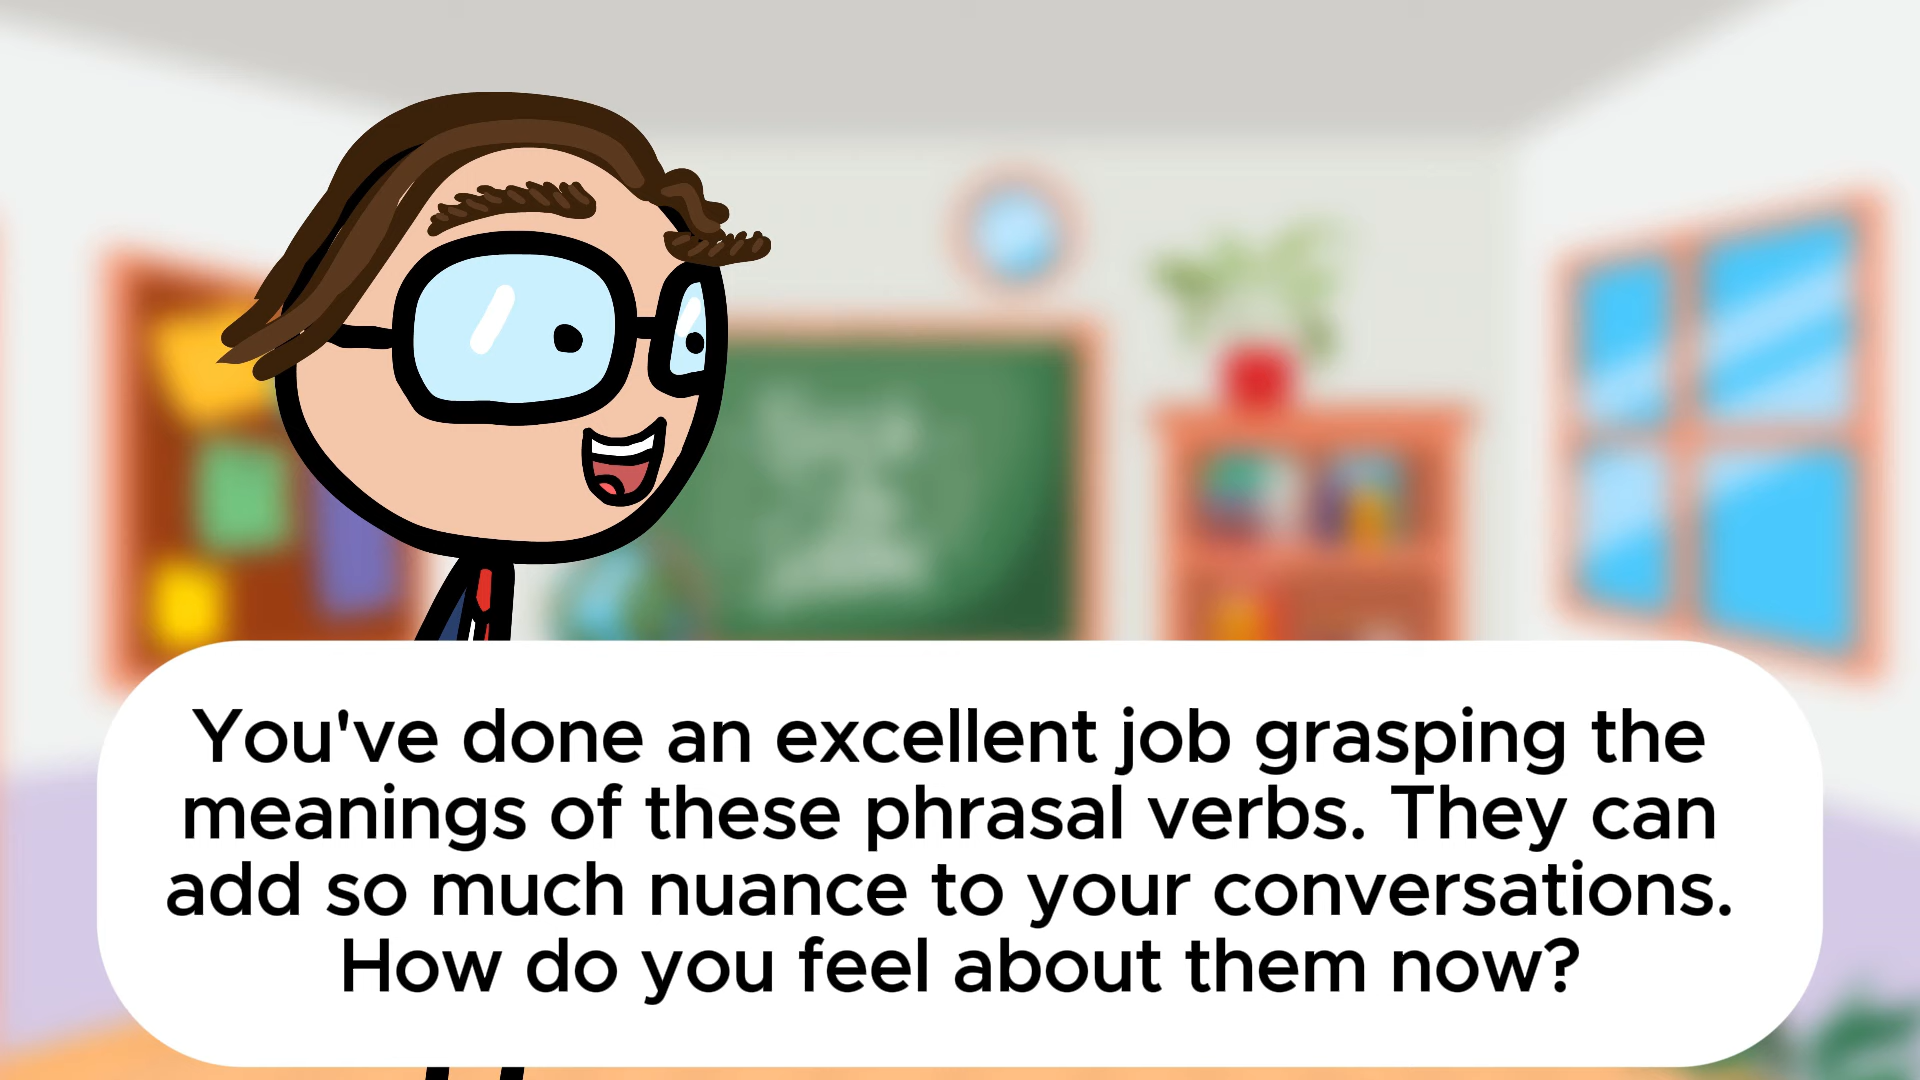 You've done an excellent job grasping the
meanings of these phrasal verbs. They can
add so much nuance to your conversations.
How do you feel about them now?